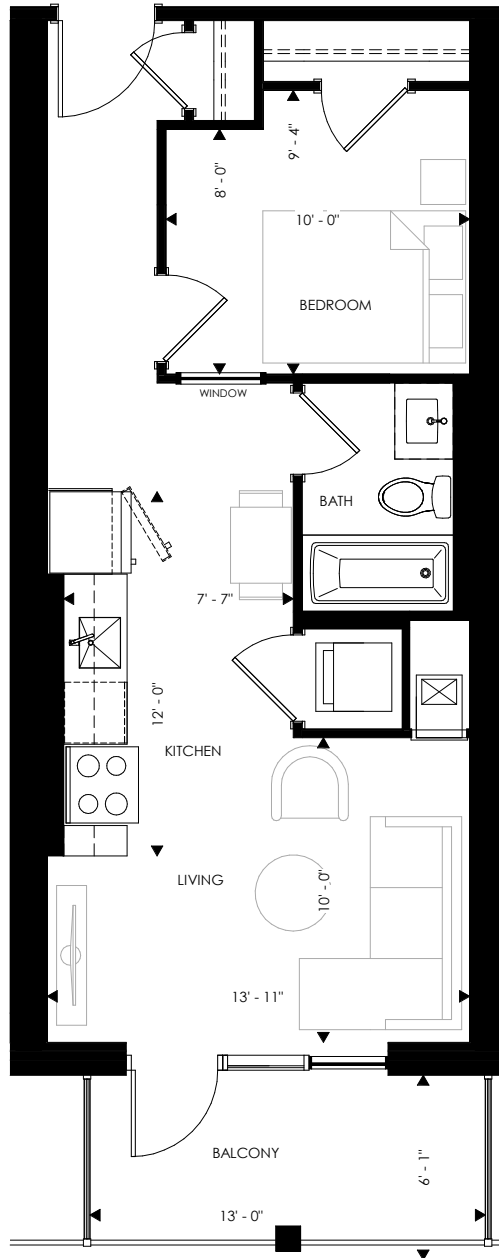 9' - 4"
8' - 0"
10' - 0"
BEDROOM
WINDOW
BATH
7' - 7"
12' - 0"
KITCHEN
LIVING
10' - 0"
13' - 11"
BALCONY
6' - 1"
13' - 0"